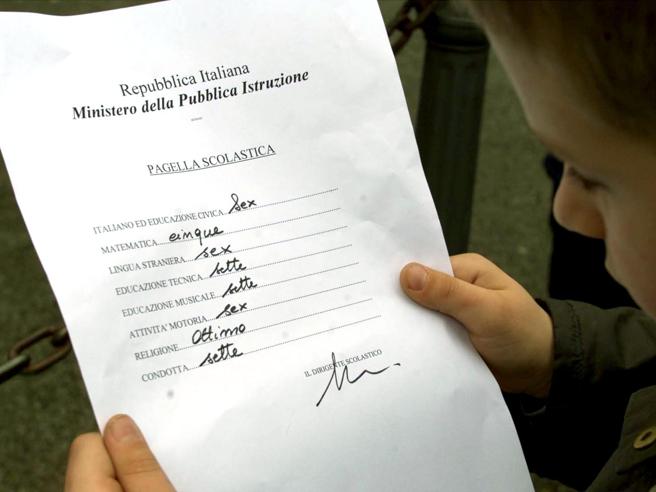 Repubblica Italiana
Ministero della Pubblica Istruzione
PAGELLA SCOLASTICA
ITALIANO ED EDUCAZIONE CIVICA sex
MATEMATICA cinque
LINGUA STRANIERA sex
EDUCAZIONE TECNICA sette
EDUCAZIONE MUSICALE sette
ATTIVITA' MOTORIA sex
RELIGIONE Ottimo
CONDOTTA sette
IL DIRIGENTE SCOLASTICO